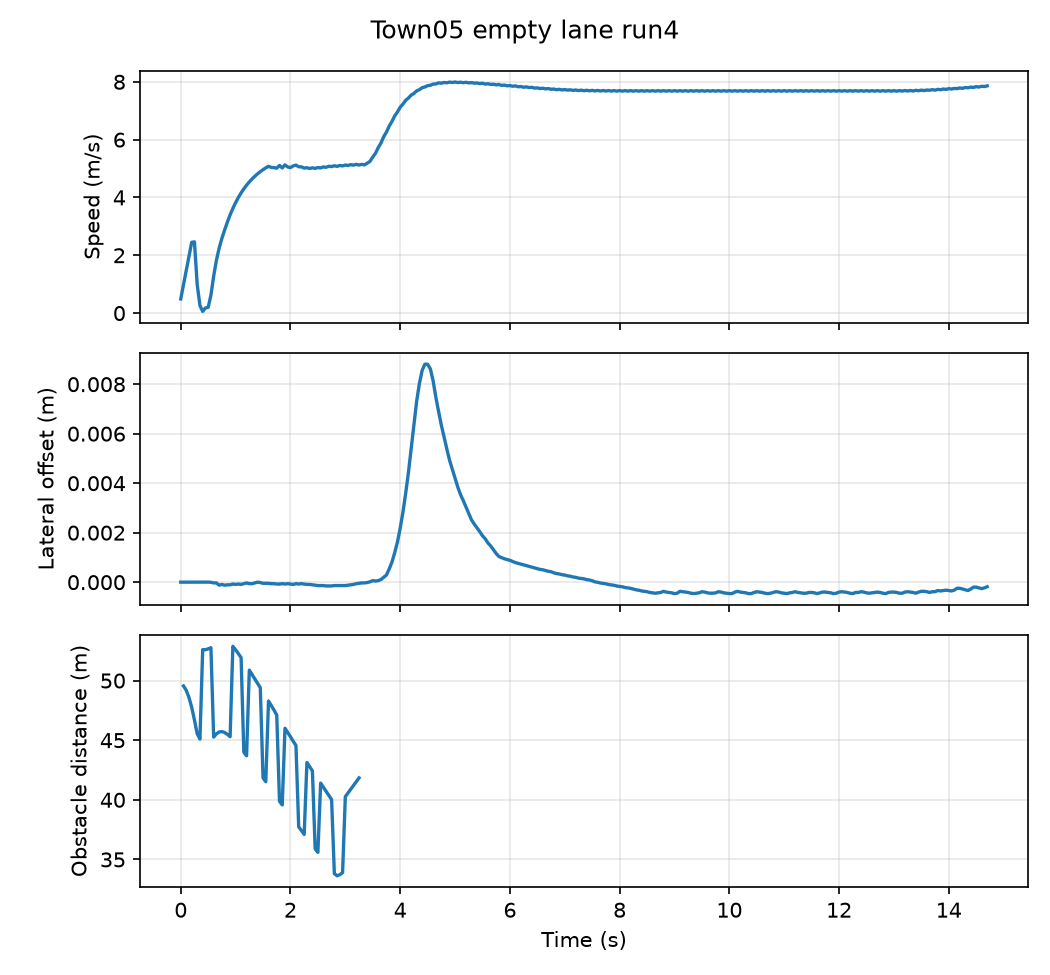 Town05 empty lane run4
8
6
4
2
0
Speed (m/s)
0.008
0.006
0.004
0.002
0.000
Lateral offset (m)
50
45
40
35
Obstacle distance (m)
0 2 4 6 8 10 12 14
Time (s)